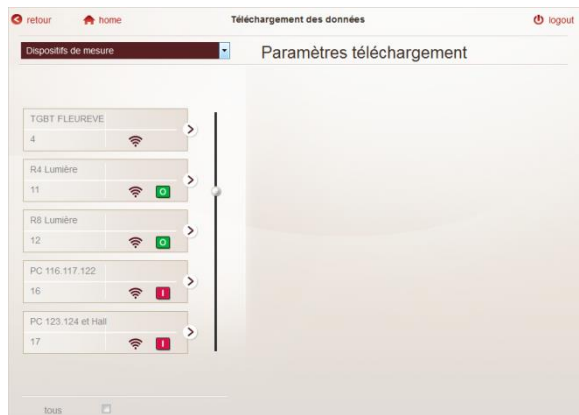 retour home Téléchargement des données logout
Dispositifs de mesure
Paramètres téléchargement
TGBT FLEUREVE
4
R4 Lumière
11 O
R8 Lumière
12 O
PC 116.117.122
16 I
PC 123.124 et Hall
17 I
tous